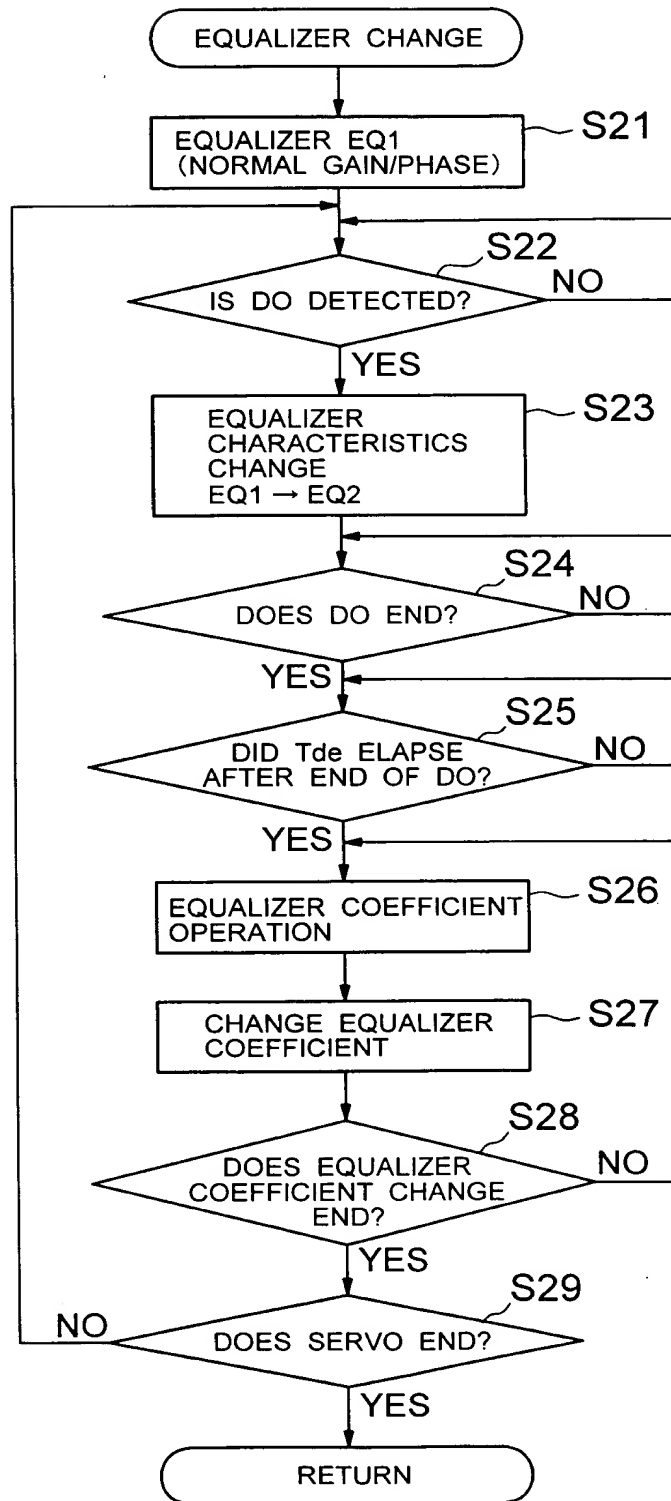 EQUALIZER CHANGE
EQUALIZER EQ1
(NORMAL GAIN/PHASE)
S21
S22
IS DO DETECTED?
NO
YES
EQUALIZER
CHARACTERISTICS
CHANGE
EQ1 → EQ2
S23
S24
DOES DO END?
NO
YES
S25
DID Tde ELAPSE
AFTER END OF DO?
NO
YES
EQUALIZER COEFFICIENT
OPERATION
S26
CHANGE EQUALIZER
COEFFICIENT
S27
S28
DOES EQUALIZER
COEFFICIENT CHANGE
END?
NO
YES
S29
NO
DOES SERVO END?
YES
RETURN